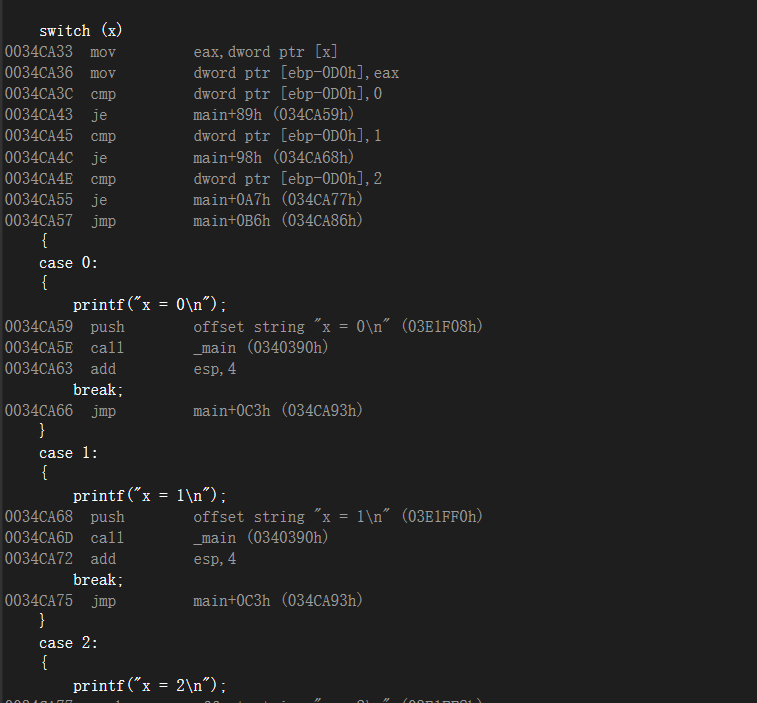 switch (x)
0034CA33 mov eax,dword ptr [x]
0034CA36 mov dword ptr [ebp-0D0h],eax
0034CA3C cmp dword ptr [ebp-0D0h],0
0034CA43 je main+89h (034CA59h)
0034CA45 cmp dword ptr [ebp-0D0h],1
0034CA4C je main+98h (034CA68h)
0034CA4E cmp dword ptr [ebp-0D0h],2
0034CA55 je main+0A7h (034CA77h)
0034CA57 jmp main+0B6h (034CA86h)
{
case 0:
{
printf("x = 0\n");
0034CA59 push offset string "x = 0\n" (03E1F08h)
0034CA5E call _main (0340390h)
0034CA63 add esp,4
break;
0034CA66 jmp main+0C3h (034CA93h)
}
case 1:
{
printf("x = 1\n");
0034CA68 push offset string "x = 1\n" (03E1FF0h)
0034CA6D call _main (0340390h)
0034CA72 add esp,4
break;
0034CA75 jmp main+0C3h (034CA93h)
}
case 2:
{
printf("x = 2\n");